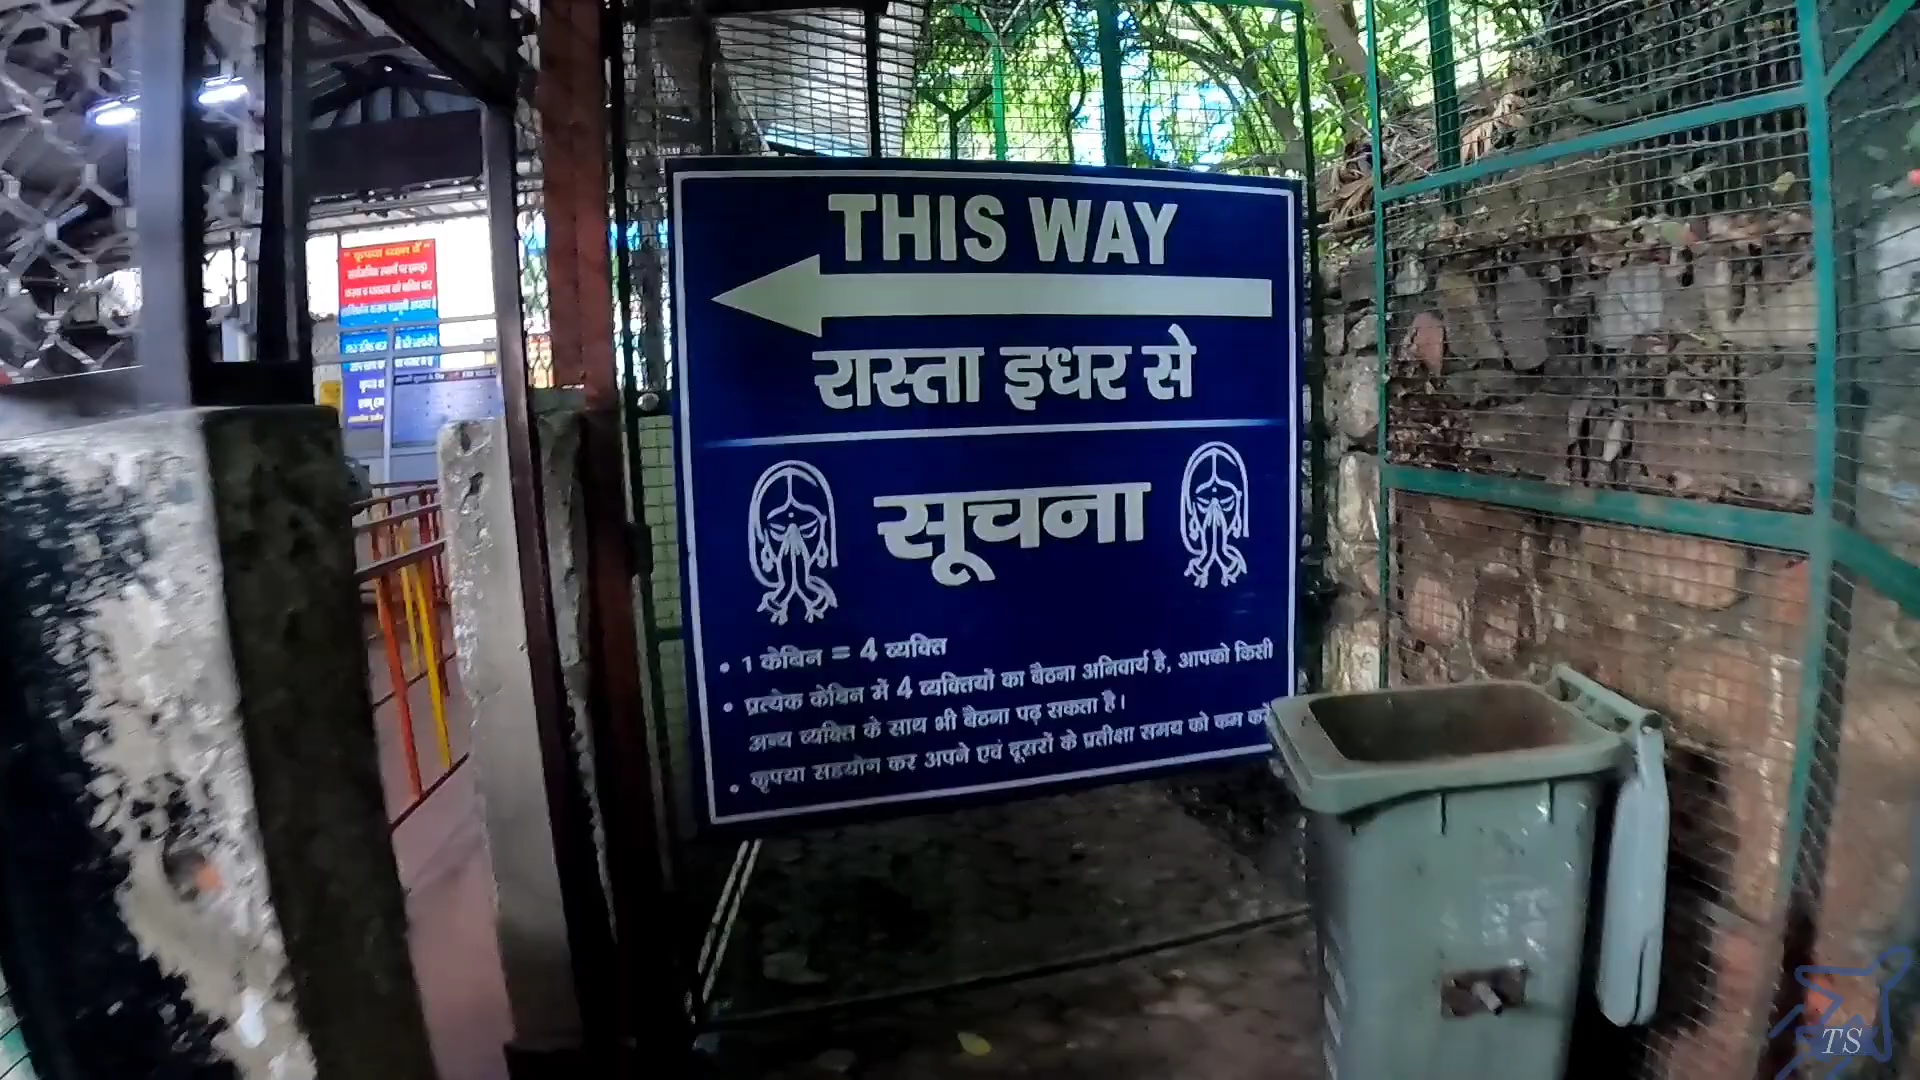 THIS WAY
रास्ता इधर से
सूचना
• 1 केबिन = 4 व्यक्ति
• प्रत्येक केबिन में 4 व्यक्तियों का बैठना अनिवार्य है, आपको किसी
अन्य व्यक्ति के साथ भी बैठना पढ़ सकता है।
• कृपया सहयोग कर अपने एवं दूसरों के प्रतीक्षा समय को कम करें
TS